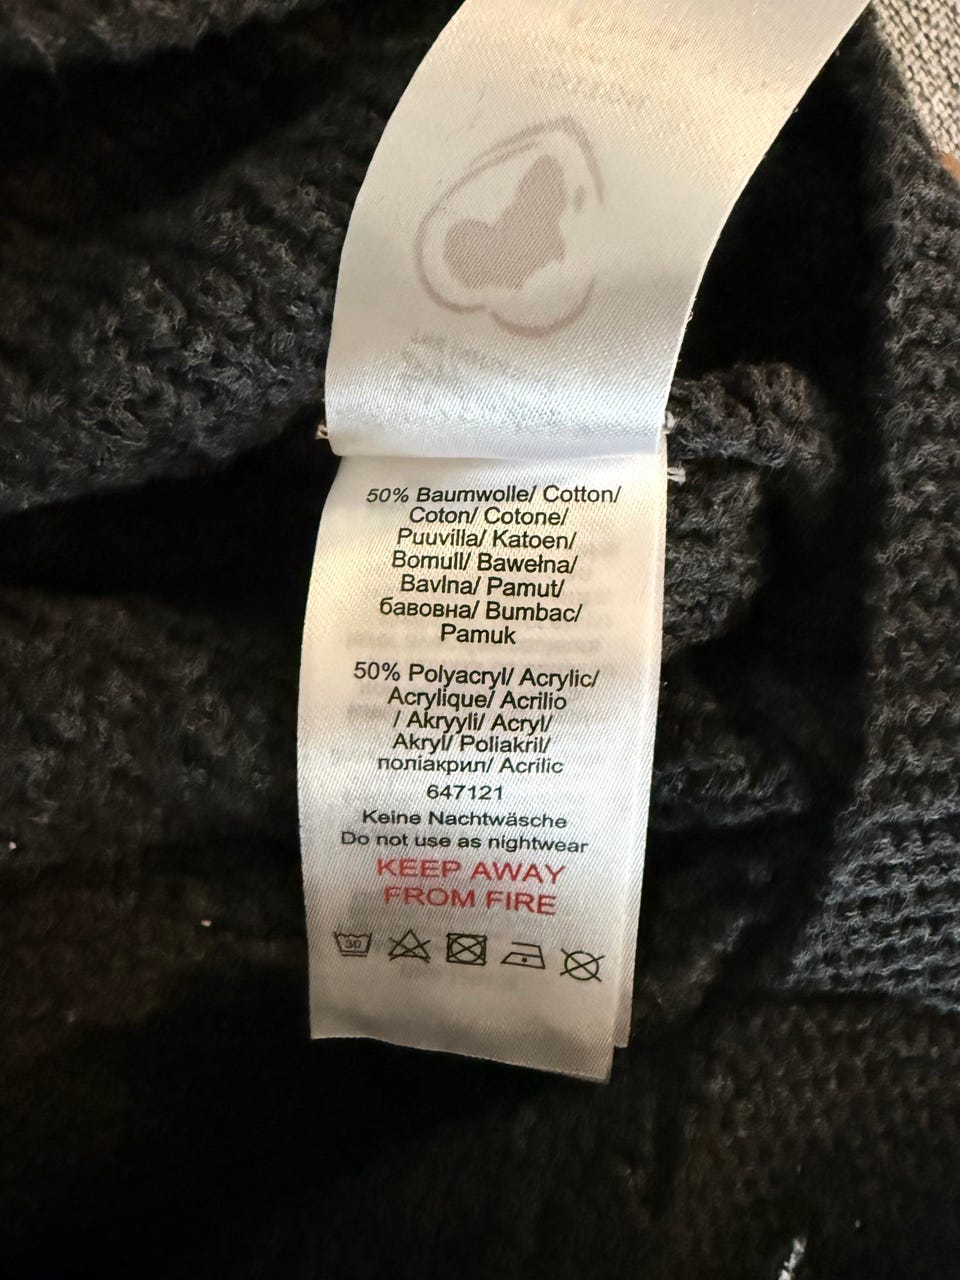 50% Baumwolle/ Cotton/
Coton/ Cotone/
Puuvilla/ Katoen/
Bomull/ Bawełna/
Bavlna/ Pamut/
бавовна/ Bumbac/
Pamuk
50% Polyacryl/ Acrylic/
Acrylique/ Acrilio
/ Akryyli/ Acryl/
Akryl/ Poliakril/
поліакрил/ Acrilic
647121
Keine Nachtwäsche
Do not use as nightwear
KEEP AWAY
FROM FIRE
30